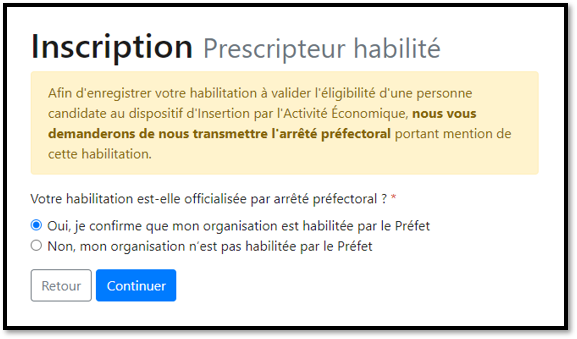 Inscription Prescripteur habilité
Afin d'enregistrer votre habilitation à valider l'éligibilité d'une personne
candidate au dispositif d'Insertion par l'Activité Économique, nous vous
demanderons de nous transmettre l'arrêté préfectoral portant mention de
cette habilitation.
Votre habilitation est-elle officialisée par arrêté préfectoral ? *
Oui, je confirme que mon organisation est habilitée par le Préfet
Non, mon organisation n’est pas habilitée par le Préfet
Retour Continuer